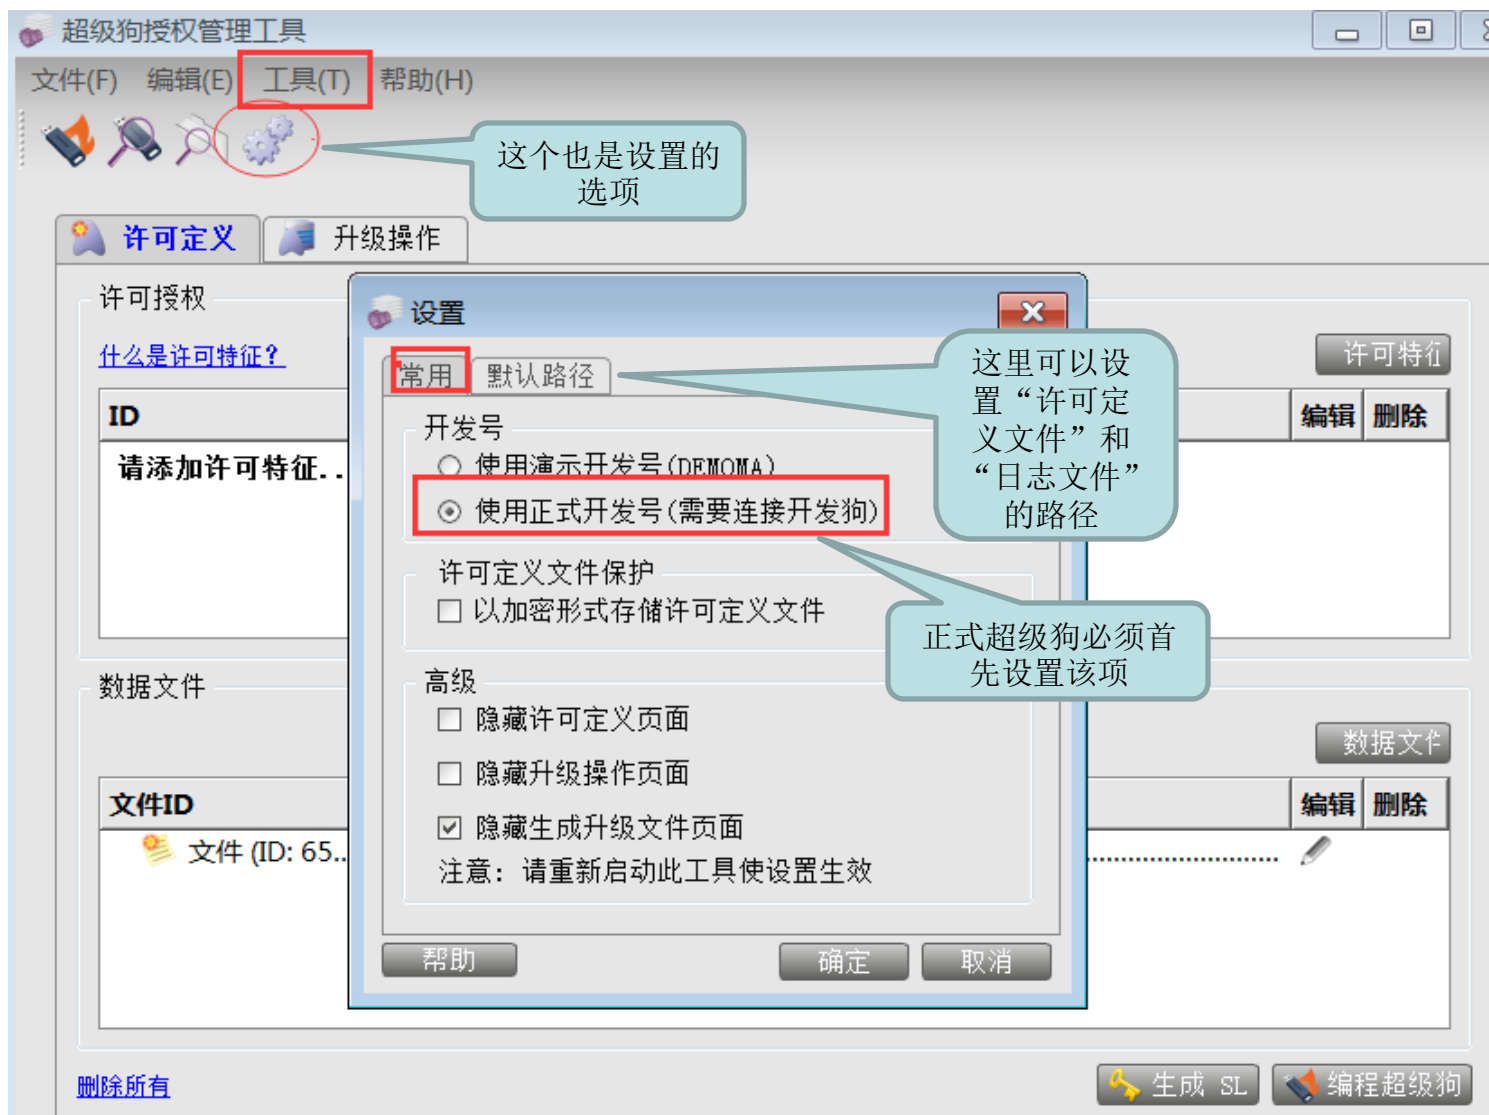 超级狗授权管理工具
文件(F) 编辑(E) 工具(T) 帮助(H)
这个也是设置的
选项
许可定义 升级操作
许可授权
什么是许可特征?
许可特征
ID 编辑 删除
请添加许可特征...
设置
常用 默认路径
这里可以设
置“许可定
义文件”和
“日志文件”
的路径
开发号
使用演示开发号(DEMOMA)
使用正式开发号(需要连接开发狗)
正式超级狗必须首
先设置该项
许可定义文件保护
以加密形式存储许可定义文件
高级
隐藏许可定义页面
隐藏升级操作页面
隐藏生成升级文件页面
注意: 请重新启动此工具使设置生效
帮助 确定 取消
数据文件
数据文件
文件ID 编辑 删除
文件 (ID: 65..
删除所有 生成 SL 编程超级狗